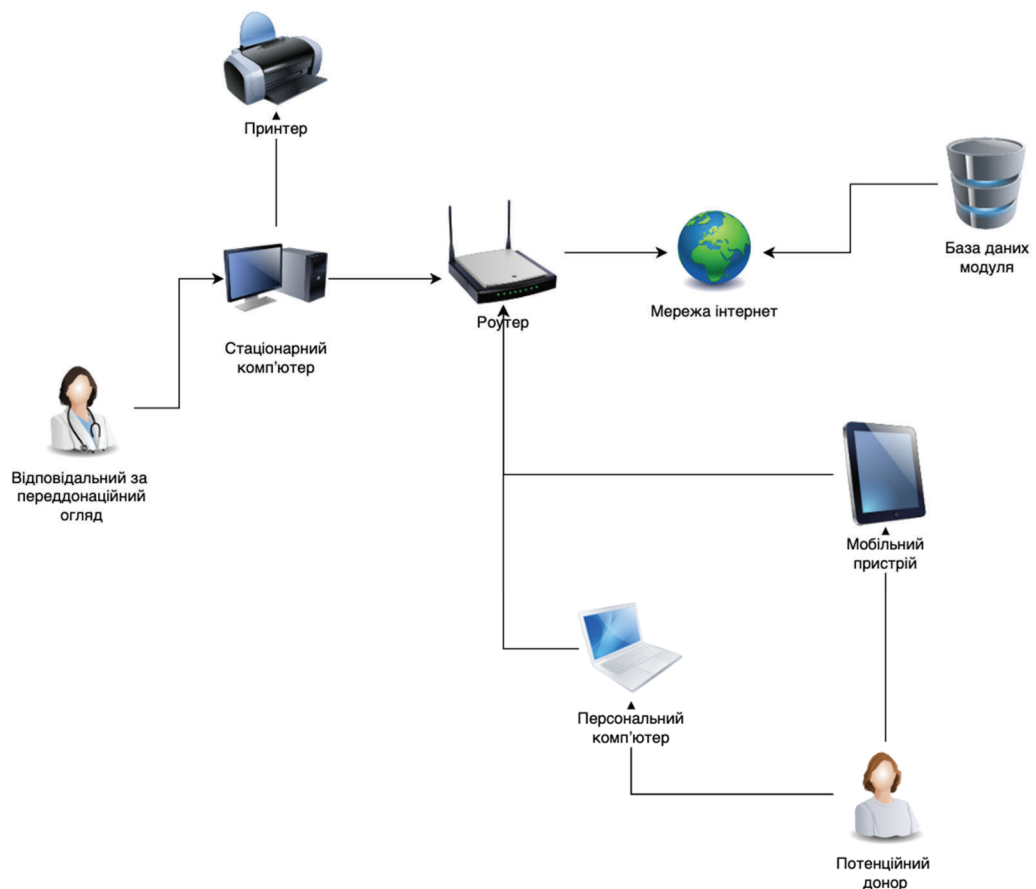 Принтер
База даних
модуля
Роутер
Мережа інтернет
Стаціонарний
комп'ютер
Відповідальний за
переддонаційний
огляд
Мобільний
пристрій
Персональний
комп'ютер
Потенційний
донор